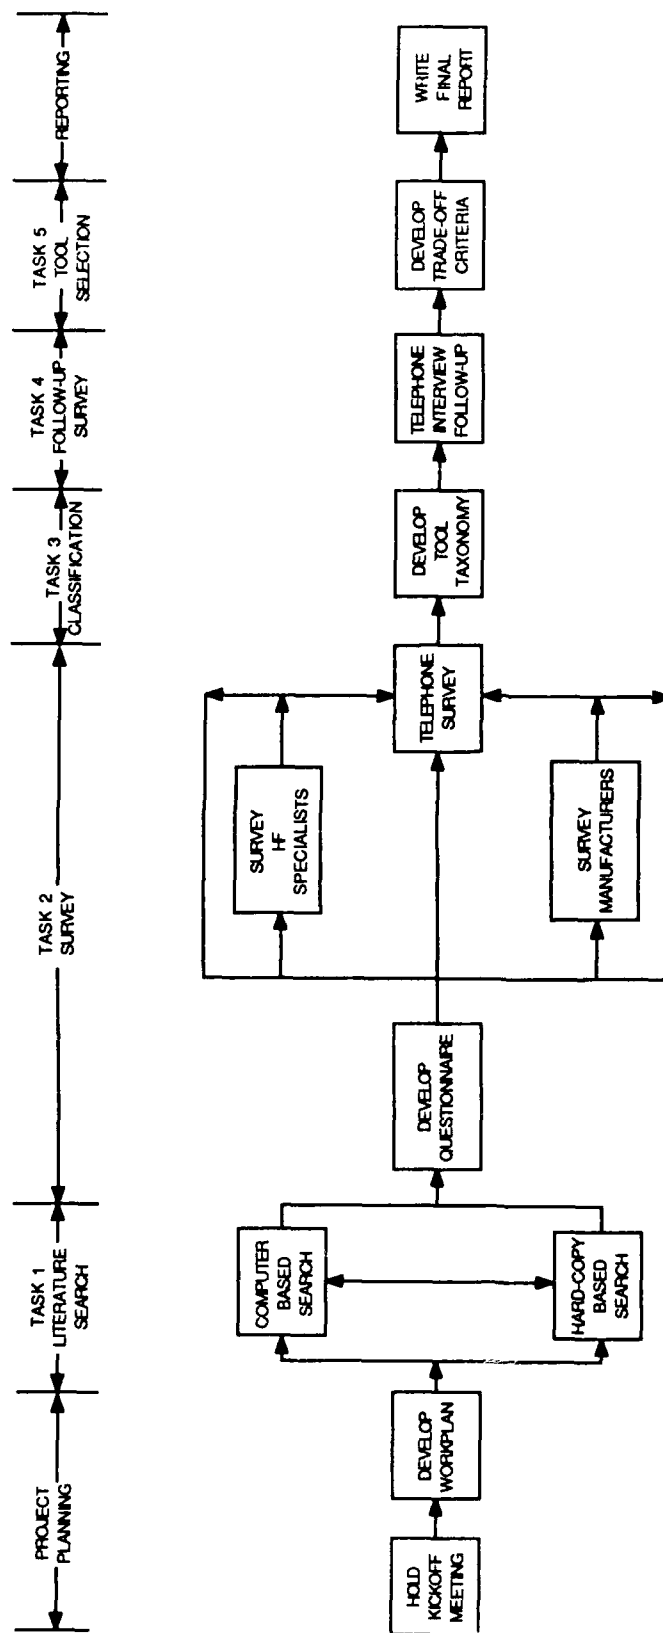 PROJECT
PLANNING
TASK 1
LITERATURE
SEARCH
TASK 2
SURVEY
TASK 3
CLASSIFICATION
TASK 4
FOLLOW-UP
SURVEY
TASK 5
TOOL
SELECTION
REPORTING
HOLD
KICKOFF
MEETING
DEVELOP
WORKPLAN
COMPUTER
BASED
SEARCH
HARD-COPY
BASED
SEARCH
DEVELOP
QUESTIONNAIRE
SURVEY
HF
SPECIALISTS
SURVEY
MANUFACTURERS
TELEPHONE
SURVEY
DEVELOP
TOOL
TAXONOMY
TELEPHONE
INTERVIEW
FOLLOW-UP
DEVELOP
TRADE-OFF
CRITERIA
WRITE
FINAL
REPORT